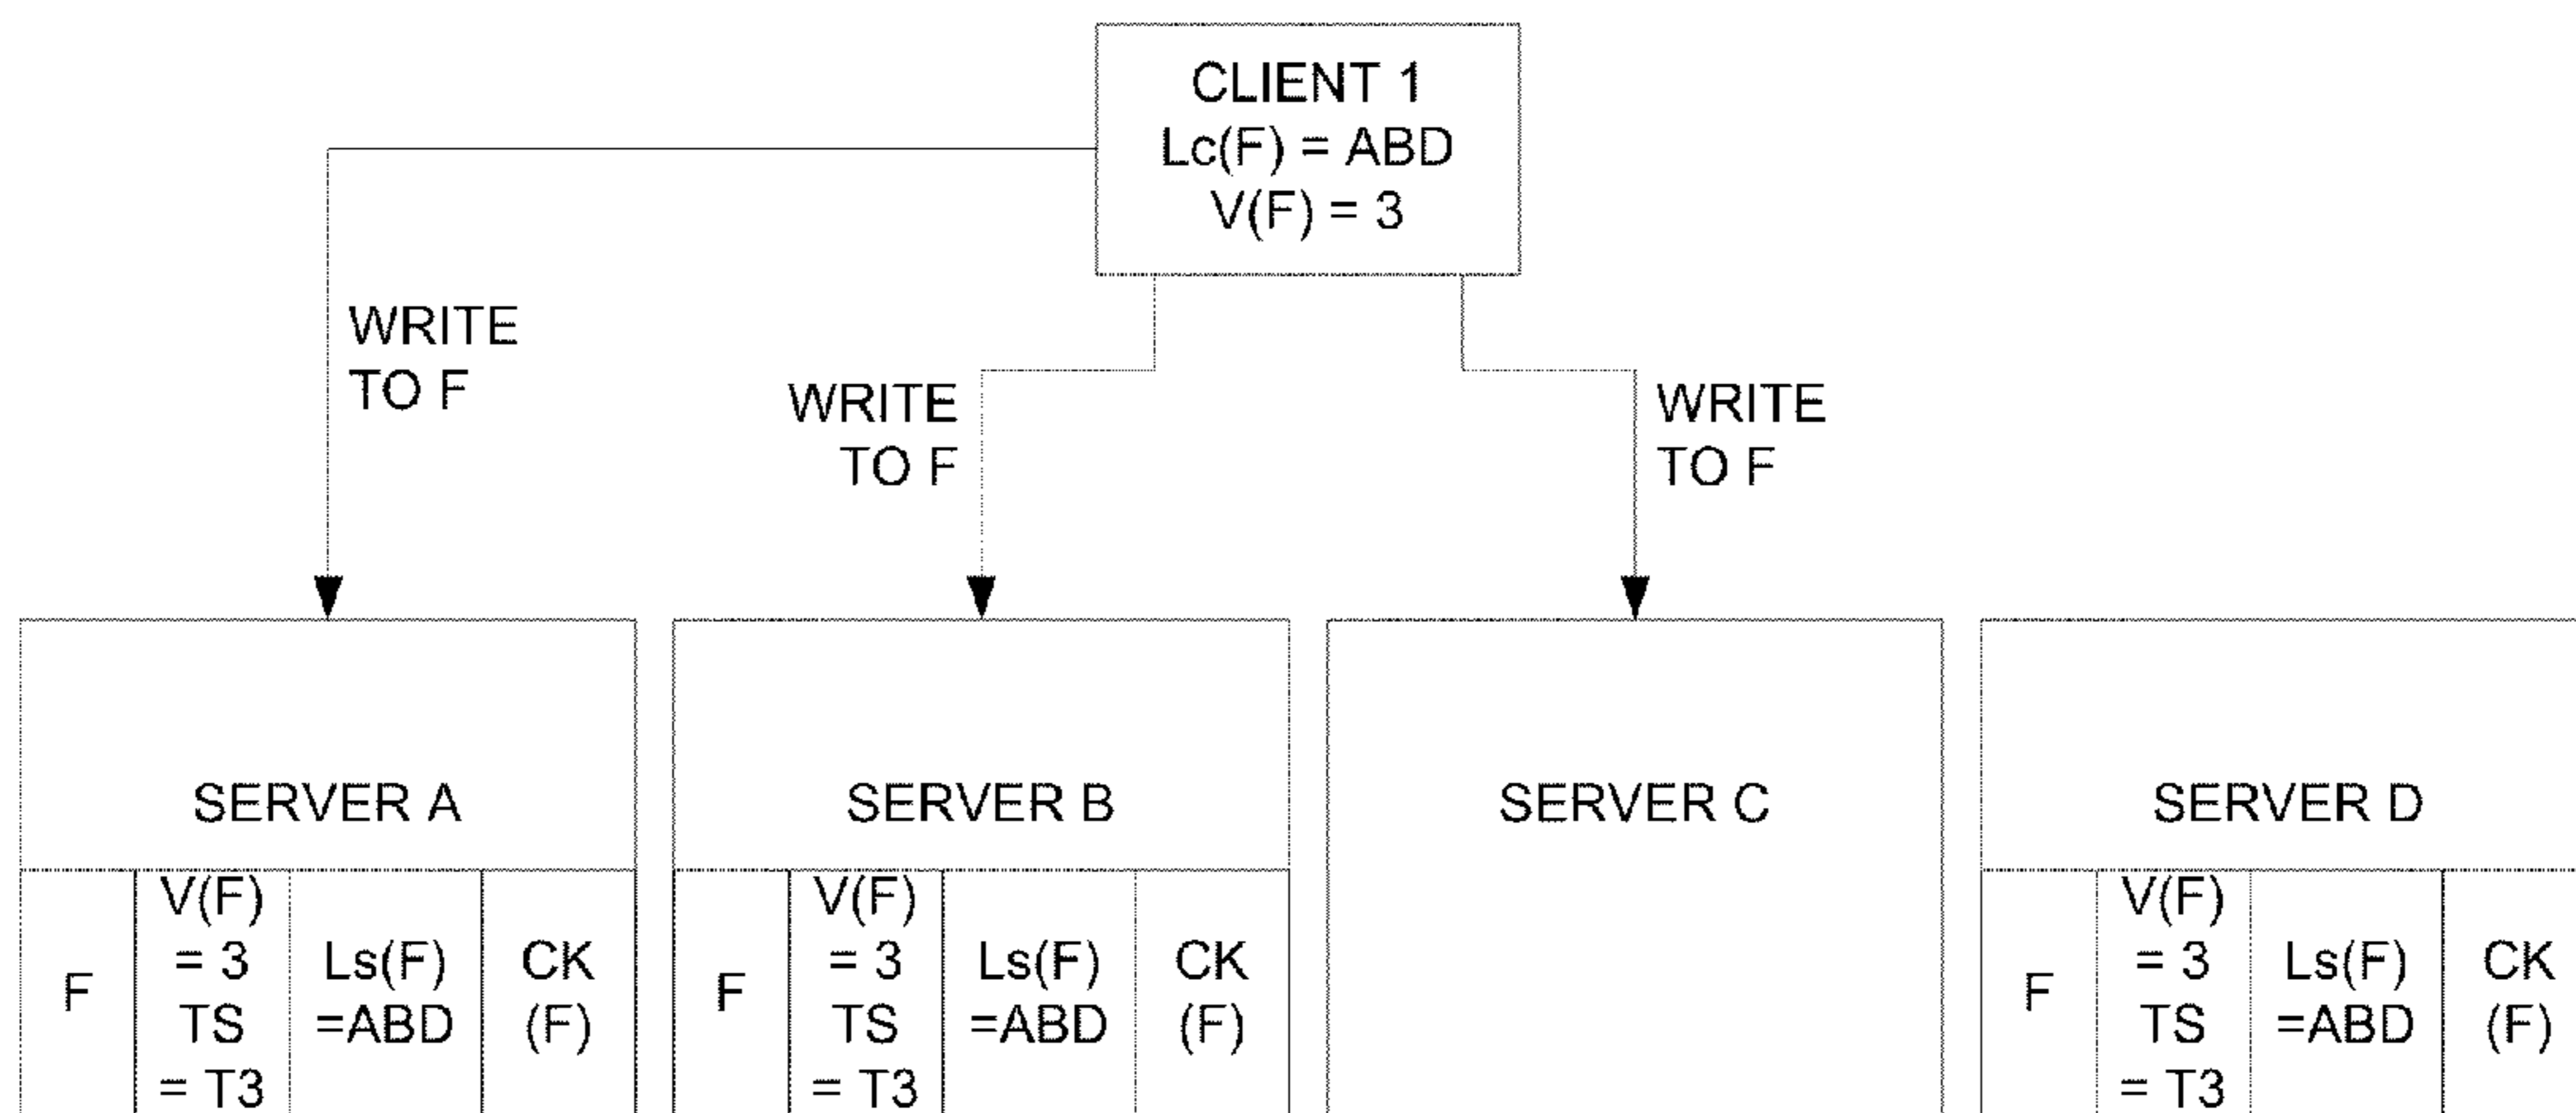 CLIENT 1
Lc(F) = ABD
V(F) = 3
WRITE
TO F
WRITE
TO F
WRITE
TO F
SERVER A
SERVER B
SERVER C
SERVER D
F
V(F)
= 3
TS
= T3
Ls(F)
=ABD
CK
(F)
F
V(F)
= 3
TS
= T3
Ls(F)
=ABD
CK
(F)
F
V(F)
= 3
TS
= T3
Ls(F)
=ABD
CK
(F)